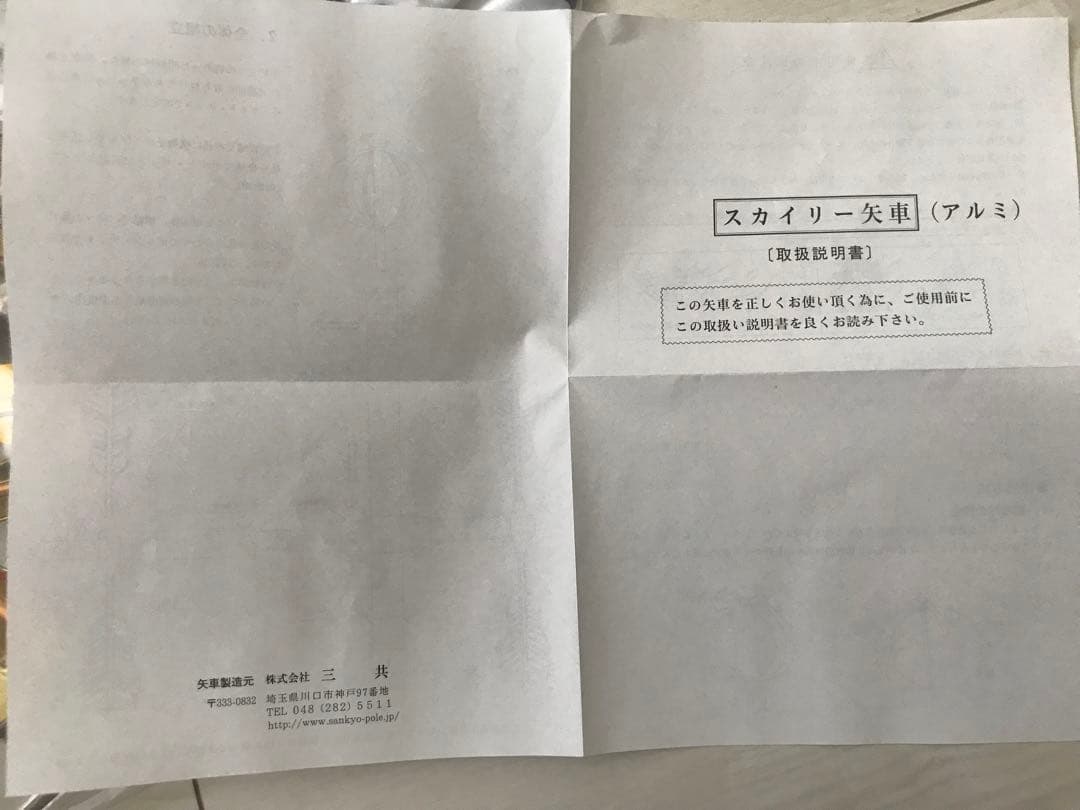 スカイリー矢車（アルミ）
〔取扱説明書〕
この矢車を正しくお使い頂く為に、ご使用前に
この取扱い説明書を良くお読み下さい。
矢車製造元 株式会社 三 共
〒333-0832 埼玉県川口市神戸97番地
TEL 048 (282) 5511
http://www.sankyo-pole.jp/